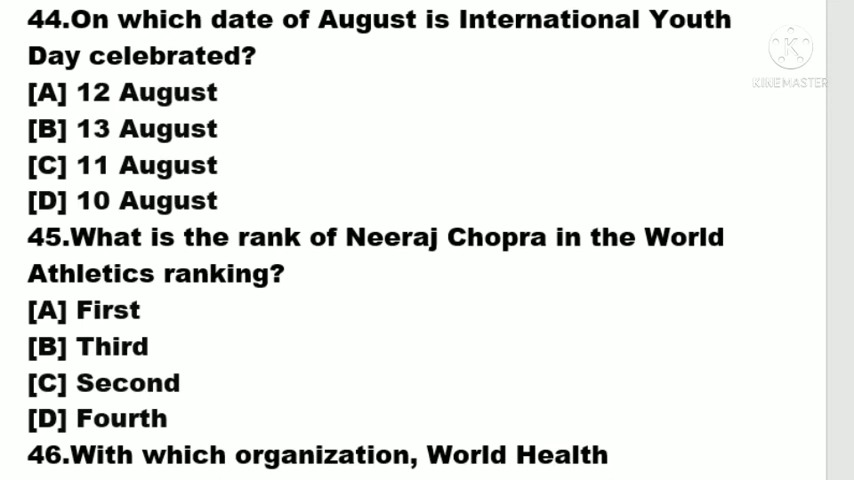 44.On which date of August is International Youth
Day celebrated?
[A] 12 August
[B] 13 August
[C] 11 August
[D] 10 August
45.What is the rank of Neeraj Chopra in the World
Athletics ranking?
[A] First
[B] Third
[C] Second
[D] Fourth
46.With which organization, World Health
K
KINEMASTER